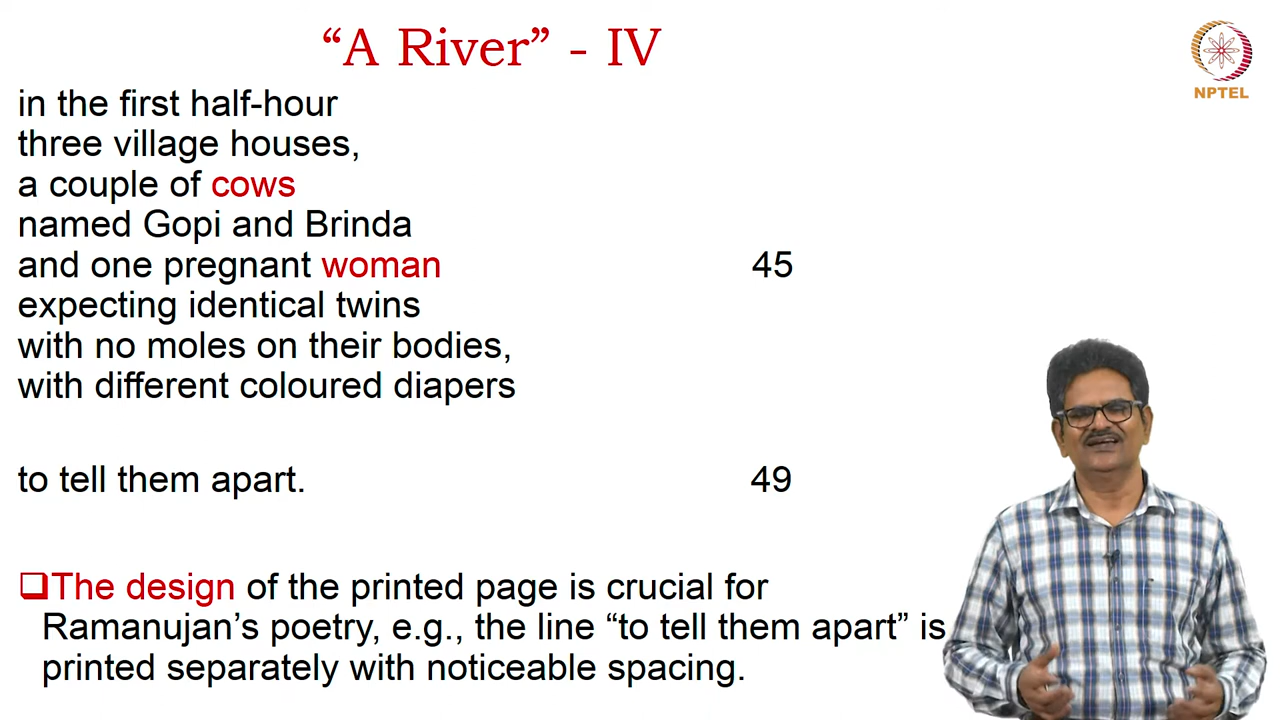 “A River” - IV
NPTEL
in the first half-hour
three village houses,
a couple of cows
named Gopi and Brinda
and one pregnant woman 45
expecting identical twins
with no moles on their bodies,
with different coloured diapers
to tell them apart. 49
❑The design of the printed page is crucial for
Ramanujan’s poetry, e.g., the line “to tell them apart” is
printed separately with noticeable spacing.